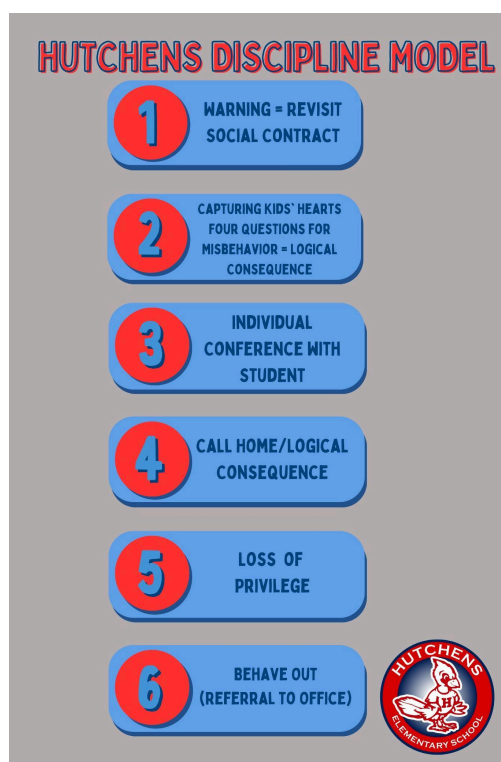 HUTCHENS DISCIPLINE MODEL
1
WARNING = REVISIT
SOCIAL CONTRACT
2
CAPTURING KIDS' HEARTS
FOUR QUESTIONS FOR
MISBEHAVIOR = LOGICAL
CONSEQUENCE
3
INDIVIDUAL
CONFERENCE WITH
STUDENT
4
CALL HOME/LOGICAL
CONSEQUENCE
5
LOSS OF
PRIVILEGE
6
BEHAVE OUT
(REFERRAL TO OFFICE)
HUTCHENS
H
ELEMENTARY SCHOOL